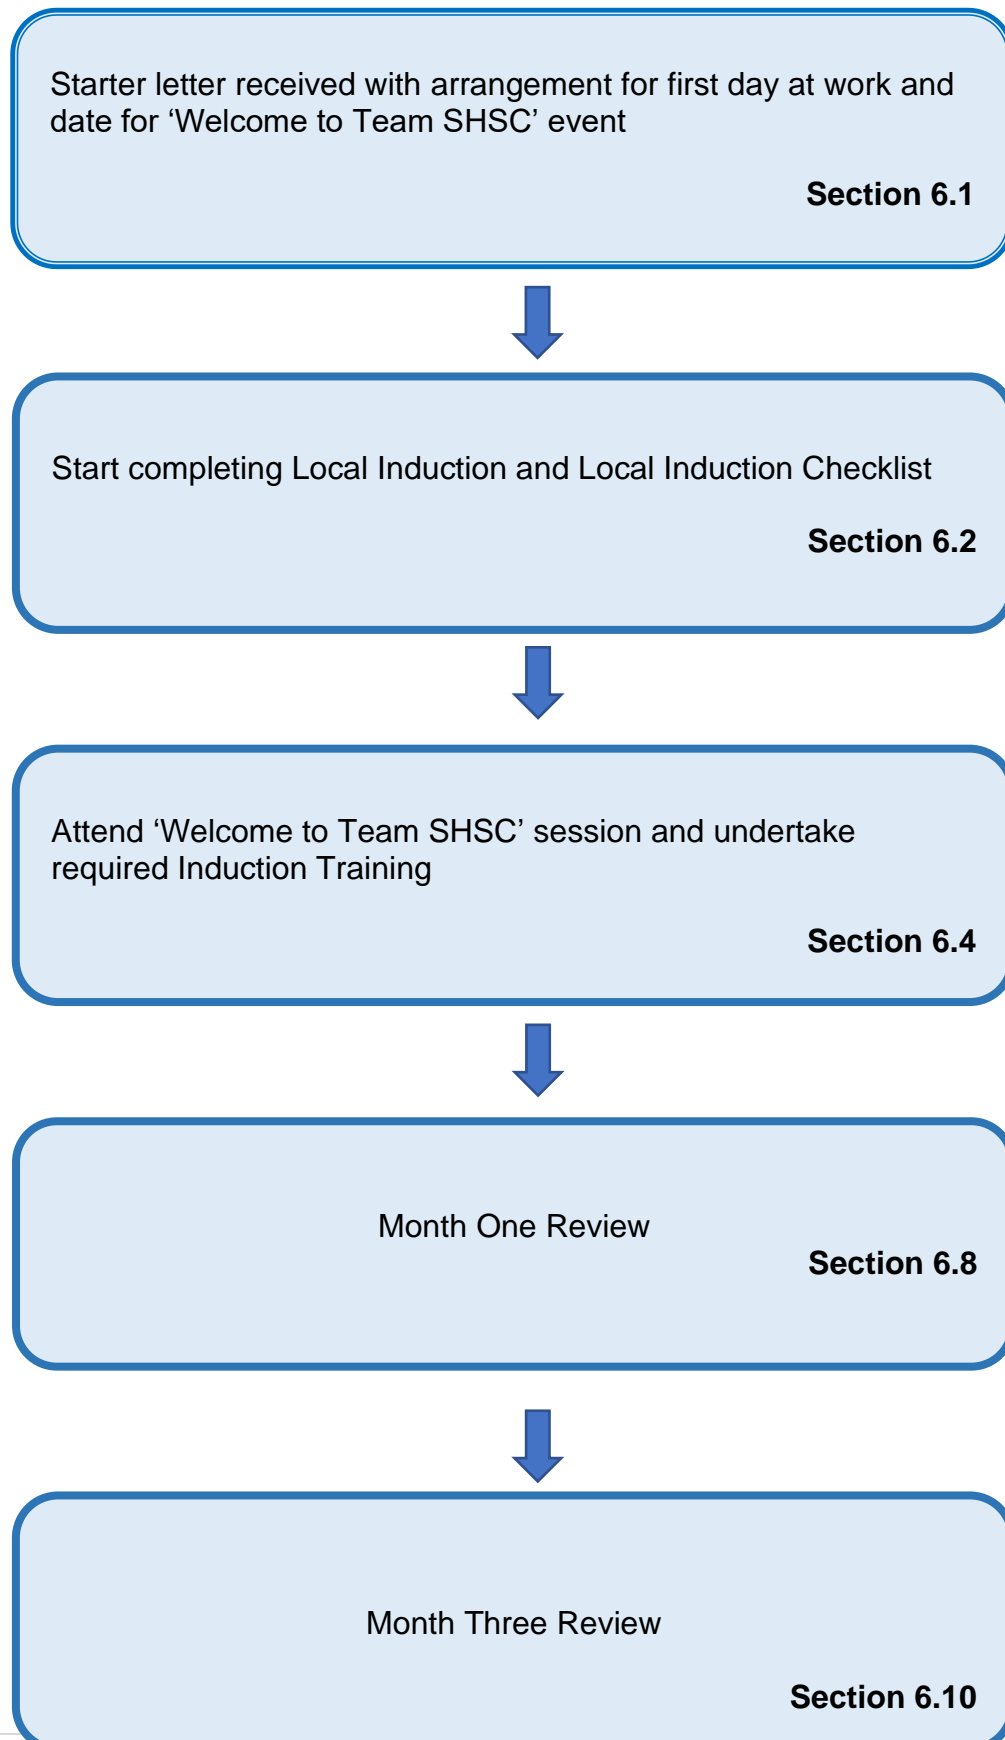 Starter letter received with arrangement for first day at work and
date for ‘Welcome to Team SHSC’ event
Section 6.1
Start completing Local Induction and Local Induction Checklist
Section 6.2
Attend ‘Welcome to Team SHSC’ session and undertake
required Induction Training
Section 6.4
Month One Review
Section 6.8
Month Three Review
Section 6.10